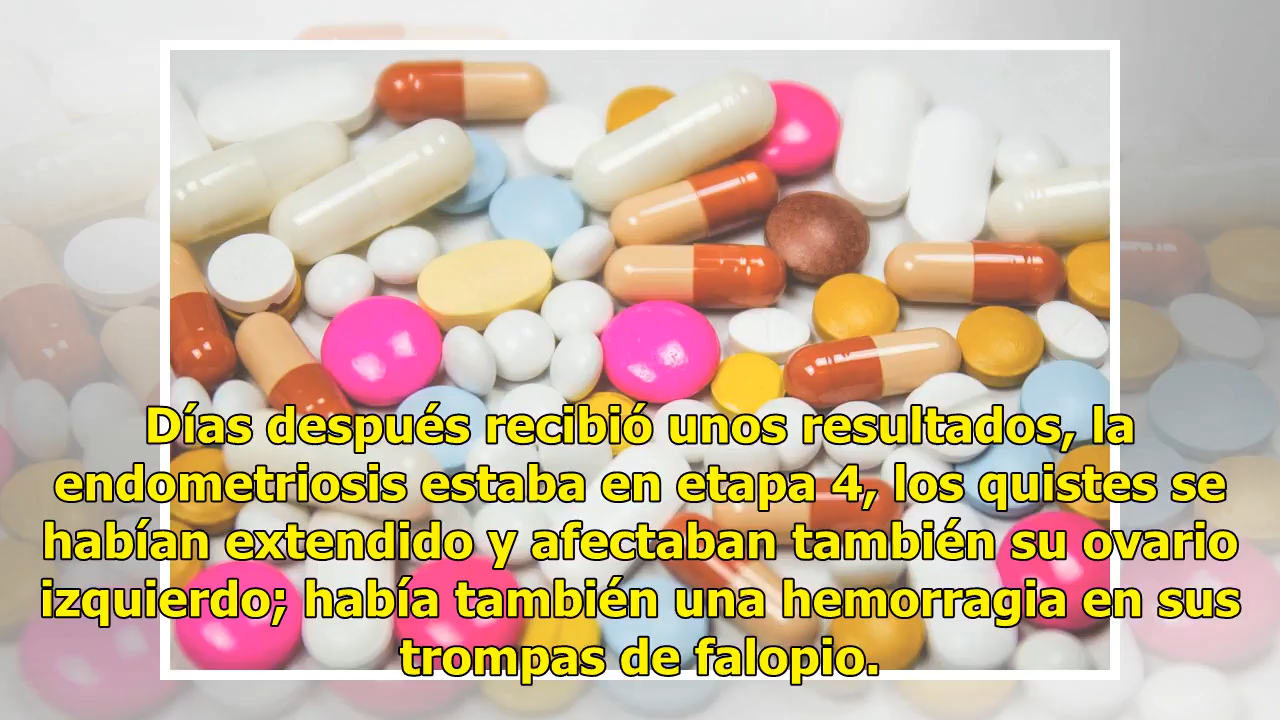 Días después recibió unos resultados, la
endometriosis estaba en etapa 4, los quistes se
habían extendido y afectaban también su ovario
izquierdo; había también una hemorragia en sus
trompas de falopio.